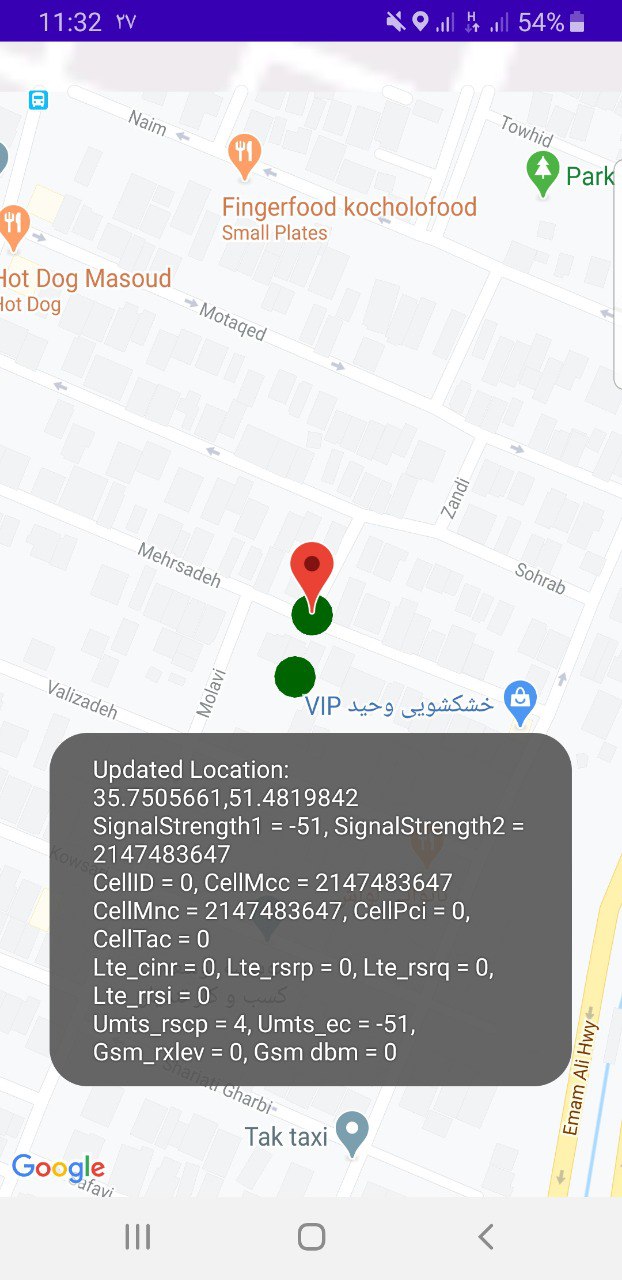 11:32 ٢٧
H
54%
Naim
Towhid
Park
Fingerfood kocholofood
Small Plates
Hot Dog Masoud
Hot Dog
Motaqed
Zandi
Mehrsadeh
Sohrab
Molavi
Valizadeh
خشکشویی وحید VIP
Updated Location:
35.7505661,51.4819842
SignalStrength1 = -51, SignalStrength2 =
2147483647
CellID = 0, CellMcc = 2147483647
CellMnc = 2147483647, CellPci = 0,
CellTac = 0
Lte_cinr = 0, Lte_rsrp = 0, Lte_rsrq = 0,
Lte_rrsi = 0
Umts_rscp = 4, Umts_ec = -51,
Gsm_rxlev = 0, Gsm dbm = 0
Shariati Gharbi
Emam Ali Hwy
Tak taxi
Google